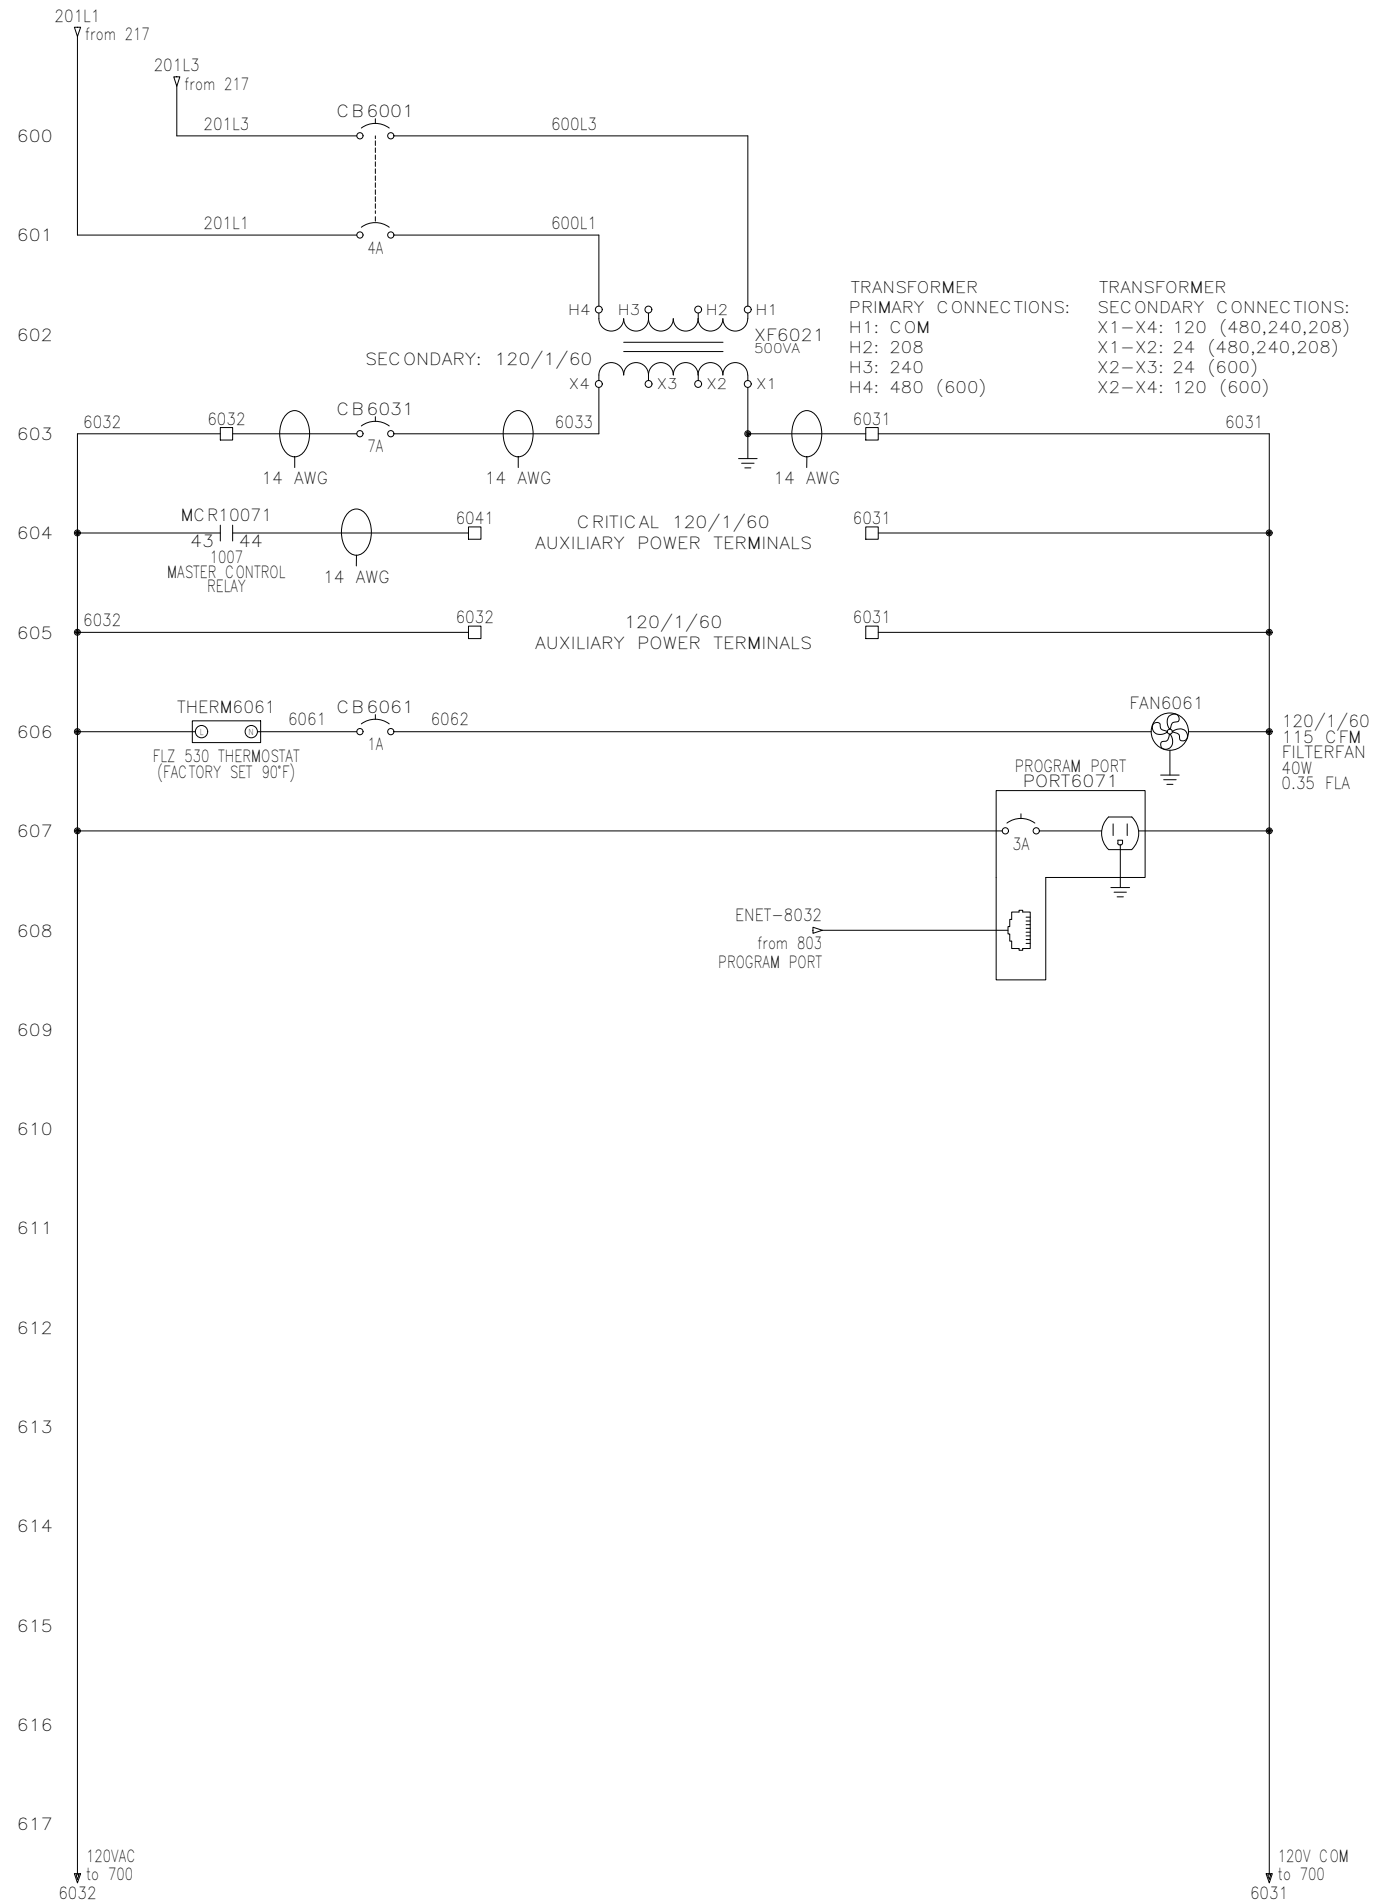 201L1
from 217
201L3
from 217
CB6001
600
201L3
600L3
601
201L1
600L1
4A
TRANSFORMER
PRIMARY CONNECTIONS:
H1: COM
H2: 208
H3: 240
H4: 480 (600)
TRANSFORMER
SECONDARY CONNECTIONS:
X1-X4: 120 (480,240,208)
X1-X2: 24 (480,240,208)
X2-X3: 24 (600)
X2-X4: 120 (600)
602
H4
H3
H2
H1
XF6021
500VA
SECONDARY: 120/1/60
X4
X3
X2
X1
603
6032
6032
CB6031
7A
6033
6031
6031
14 AWG
14 AWG
14 AWG
604
MCR10071
43
44
1007
MASTER CONTROL
RELAY
14 AWG
6041
CRITICAL 120/1/60
AUXILIARY POWER TERMINALS
6031
605
6032
6032
120/1/60
AUXILIARY POWER TERMINALS
6031
606
THERM6061
L
N
FLZ 530 THERMOSTAT
(FACTORY SET 90°F)
6061
CB6061
1A
6062
FAN6061
120/1/60
115 CFM
FILTERFAN
40W
0.35 FLA
PROGRAM PORT
PORT6071
607
3A
608
ENET-8032
from 803
PROGRAM PORT
609
610
611
612
613
614
615
616
617
120VAC
to 700
6032
120V COM
to 700
6031